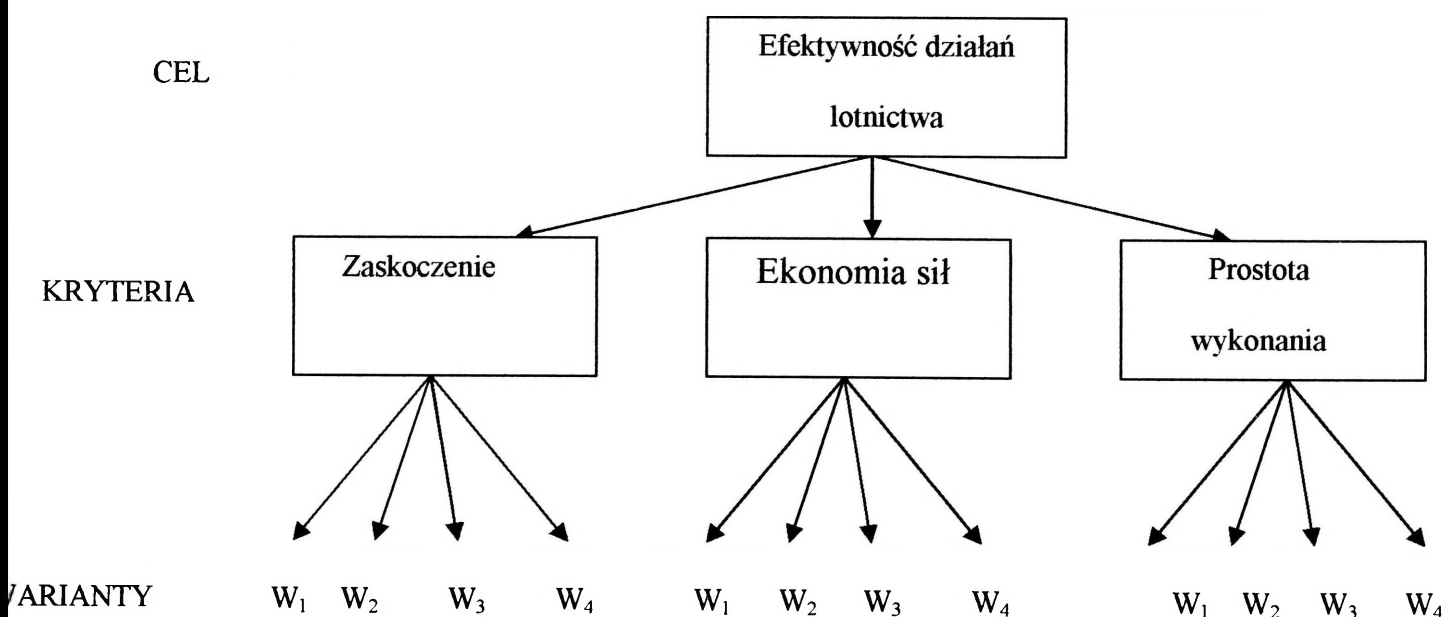 CEL
Efektywność działań
lotnictwa
KRYTERIA
Zaskoczenie
Ekonomia sił
Prostota
wykonania
WARIANTY
W₁ W₂ W₃ W₄ W₁ W₂ W₃ W₄ W₁ W₂ W₃ W₄